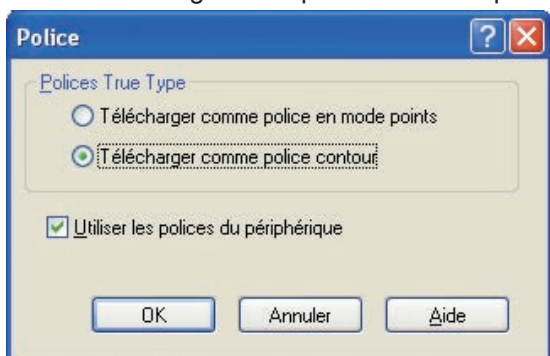 Police
Polices True Type
Télécharger comme police en mode points
Télécharger comme police contour
Utiliser les polices du périphérique
OK Annuler Aide